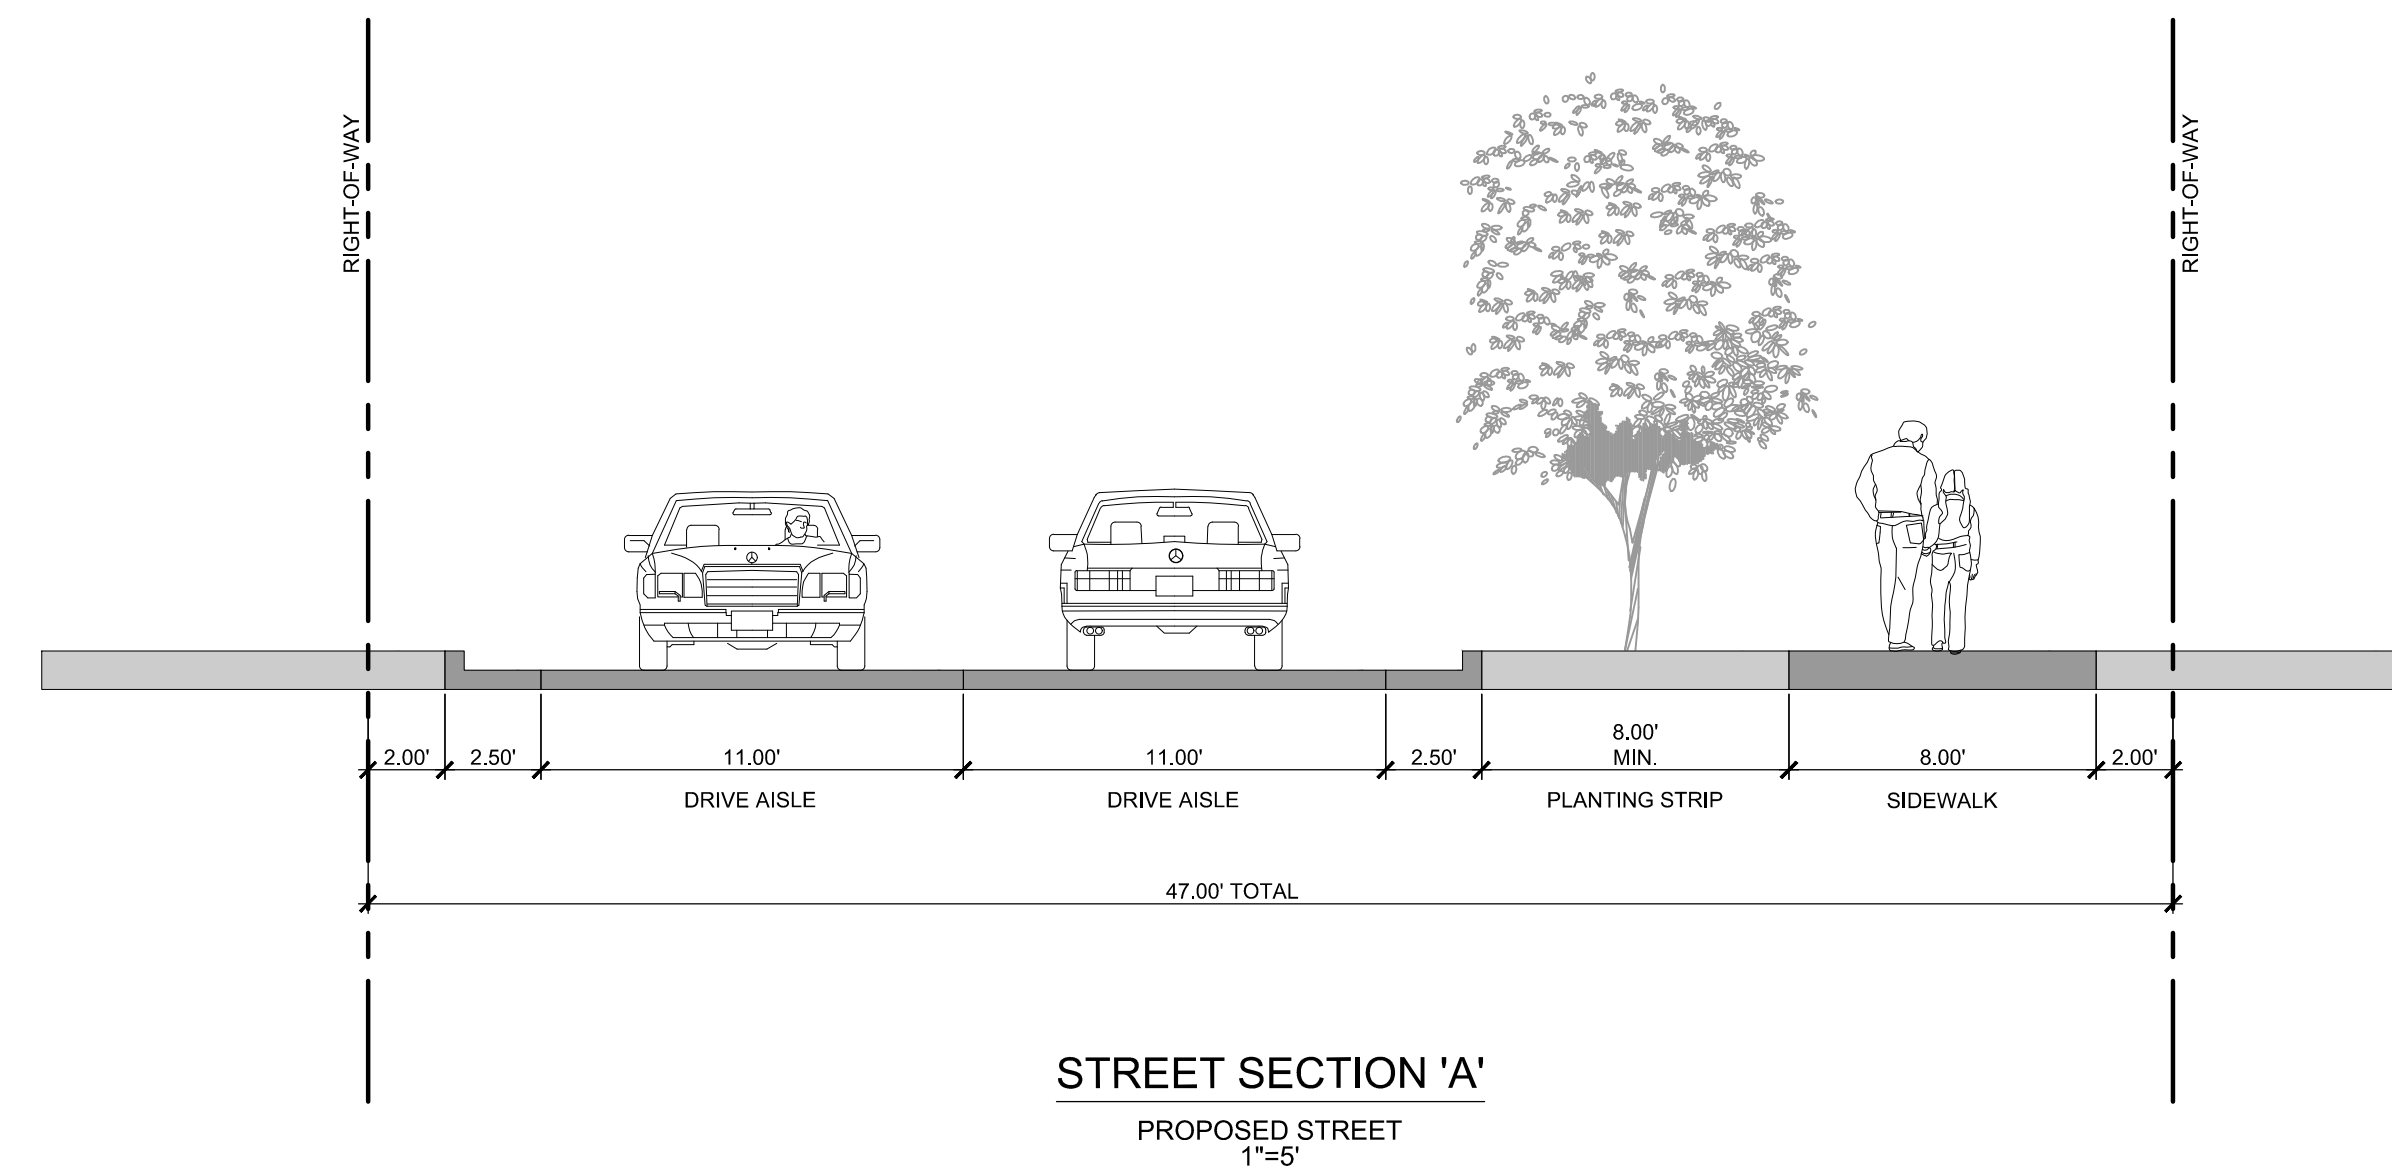 RIGHT-OF-WAY
RIGHT-OF-WAY
8.00'
2.00' 2.50' 11.00' 11.00' 2.50' MIN. 8.00' 2.00'
DRIVE AISLE DRIVE AISLE PLANTING STRIP SIDEWALK
47.00' TOTAL
STREET SECTION 'A'
PROPOSED STREET
1"=5'